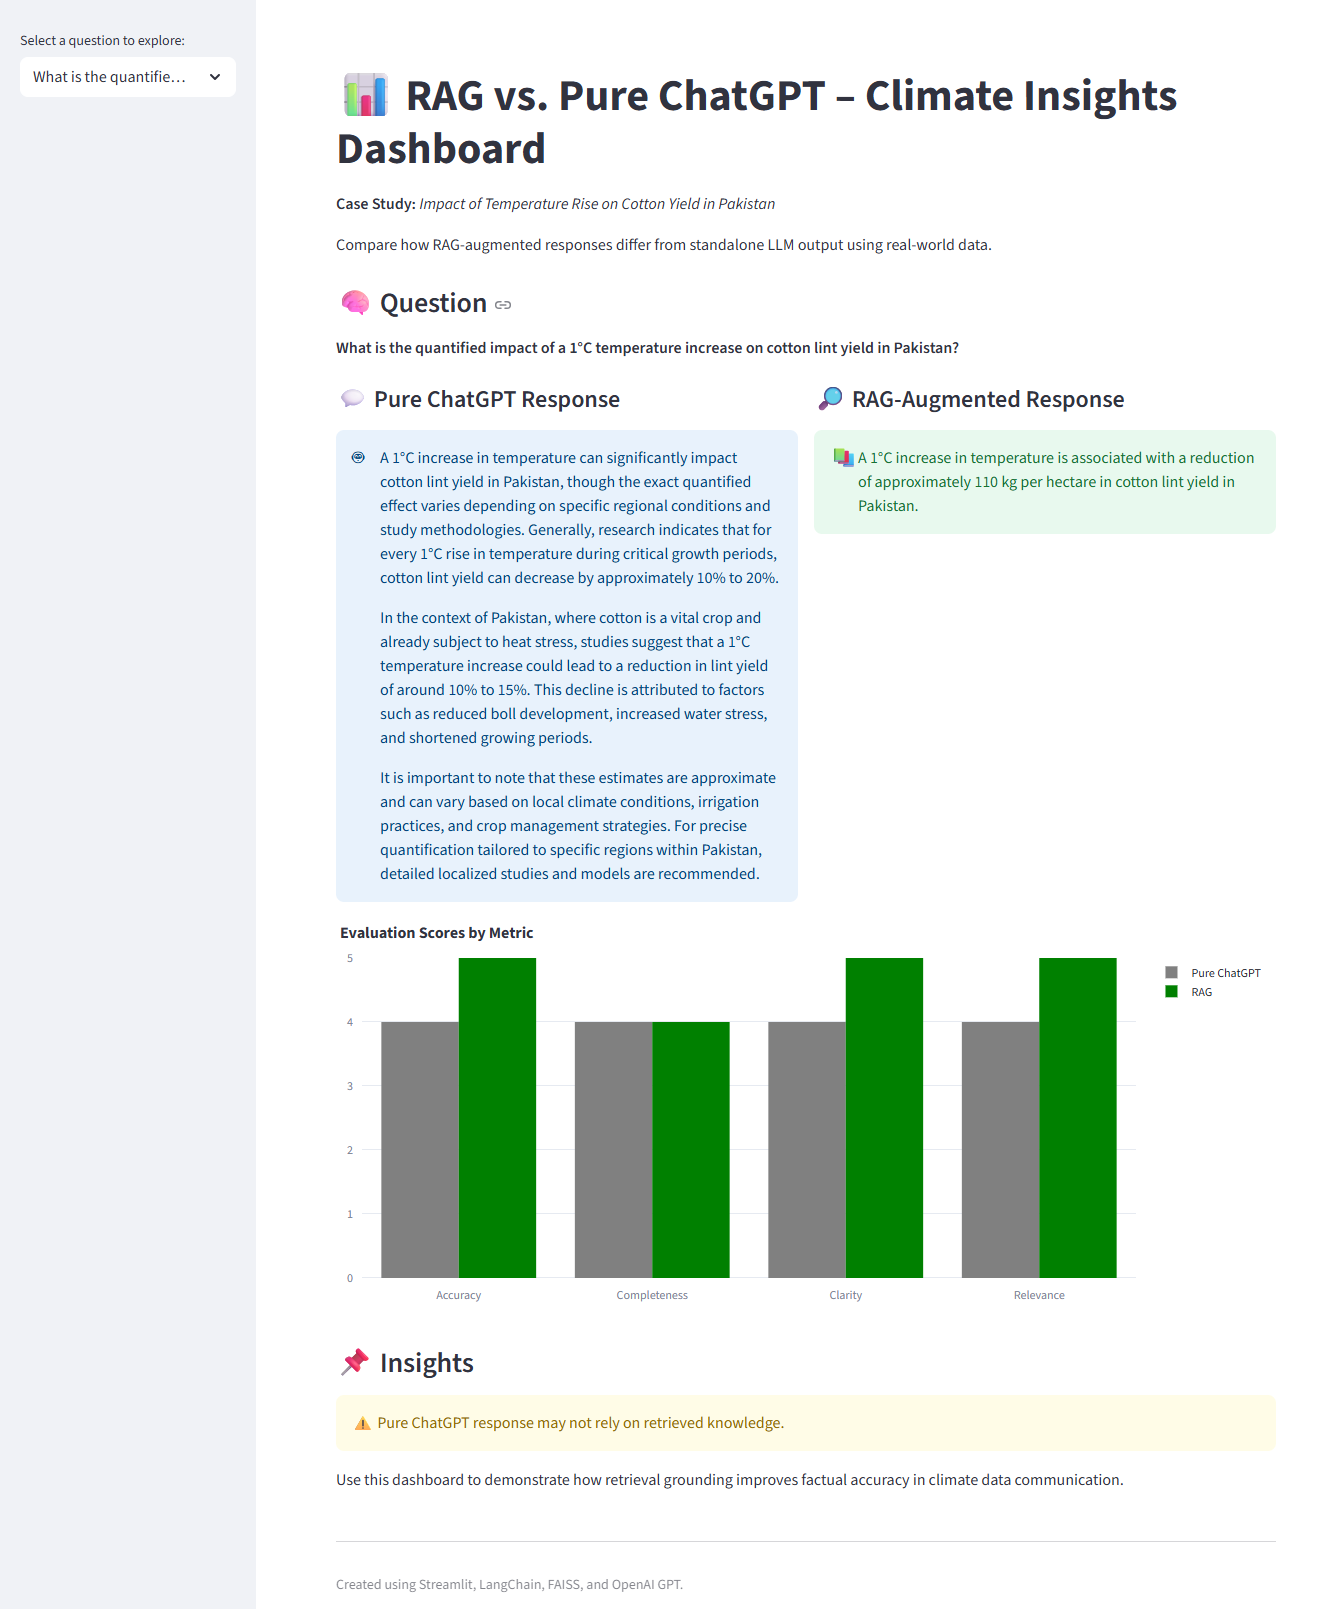 Select a question to explore:
What is the quantifie...
RAG vs. Pure ChatGPT – Climate Insights
Dashboard
Case Study: Impact of Temperature Rise on Cotton Yield in Pakistan
Compare how RAG-augmented responses differ from standalone LLM output using real-world data.
Question
What is the quantified impact of a 1°C temperature increase on cotton lint yield in Pakistan?
Pure ChatGPT Response
A 1°C increase in temperature can significantly impact
cotton lint yield in Pakistan, though the exact quantified
effect varies depending on specific regional conditions and
study methodologies. Generally, research indicates that for
every 1°C rise in temperature during critical growth periods,
cotton lint yield can decrease by approximately 10% to 20%.
In the context of Pakistan, where cotton is a vital crop and
already subject to heat stress, studies suggest that a 1°C
temperature increase could lead to a reduction in lint yield
of around 10% to 15%. This decline is attributed to factors
such as reduced boll development, increased water stress,
and shortened growing periods.
It is important to note that these estimates are approximate
and can vary based on local climate conditions, irrigation
practices, and crop management strategies. For precise
quantification tailored to specific regions within Pakistan,
detailed localized studies and models are recommended.
RAG-Augmented Response
A 1°C increase in temperature is associated with a reduction
of approximately 110 kg per hectare in cotton lint yield in
Pakistan.
Evaluation Scores by Metric
5
4
3
2
1
0
Accuracy
Completeness
Clarity
Relevance
Pure ChatGPT
RAG
Insights
Pure ChatGPT response may not rely on retrieved knowledge.
Use this dashboard to demonstrate how retrieval grounding improves factual accuracy in climate data communication.
Created using Streamlit, LangChain, FAISS, and OpenAI GPT.